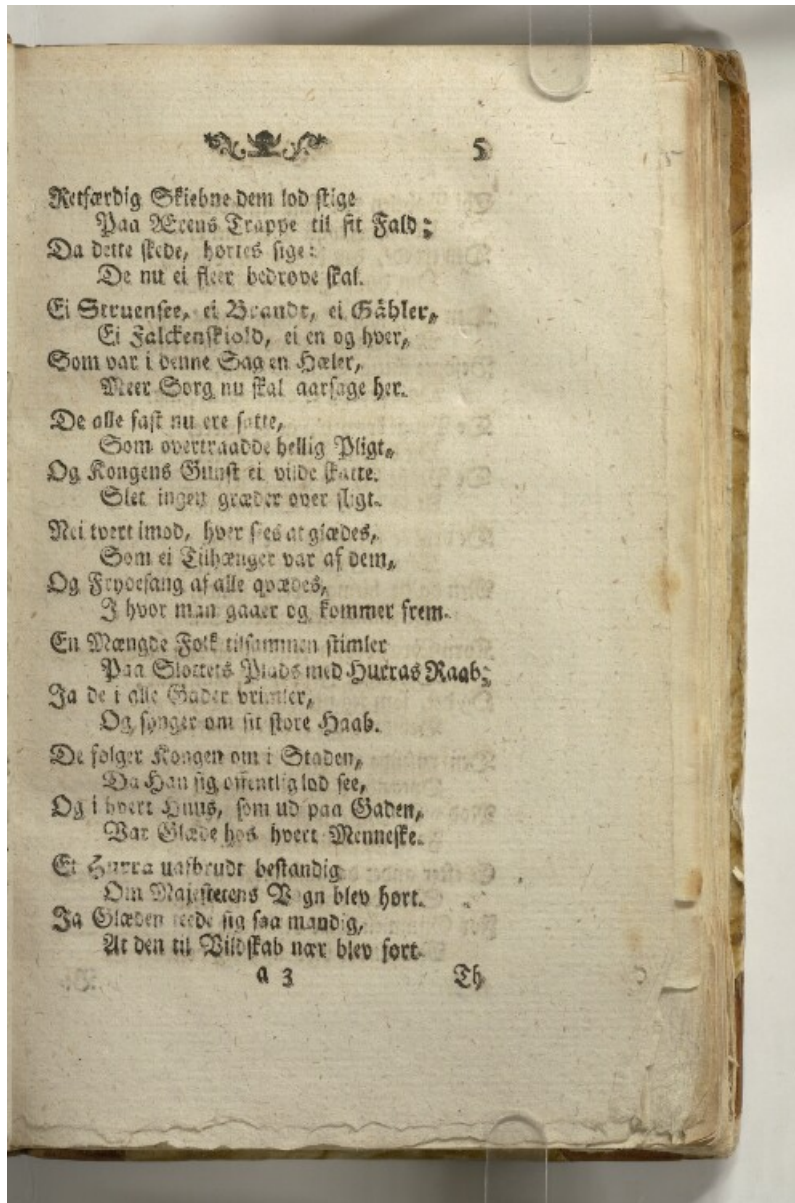 5
Retfærdig Skiebne dem lod stige
Paa Ærens Trappe til sit Fald;
Da dette skede, hørtes sige:
De nu ei fleer bedrøve skal.
Ei Struensee, ei Brandt, ei Gähler,
Ei Falckenskiold, ei en og hver,
Som var i denne Sag en Hæler,
Meer Sorg nu skal aarsage her.
De alle fast nu ere satte,
Som overtraadde hellig Pligt,
Og Kongens Gunst ei vilde skatte.
Slet ingen græder over sligt.
Nei tvert imod, hver sees at glædes,
Som ei Tilhænger var af dem,
Og Frydesang af alle qvædes,
I hvor man gaaer og kommer frem.
En Mængde Folk tilsammen stimler
Paa Slottets Plads med Hurras Raab;
Ja de i alle Gader vrimler,
Og synger om sit store Haab.
De følger Kongen om i Staden,
Da Han sig offentlig lod see,
Og i hvert Huus, som ud paa Gaden,
Var Glæde hos hvert Menneske.
Et Hurra uafbrudt bestandig
Om Majestetens Vogn blev hørt.
Ja Glæden teede sig saa mandig,
At den til Vildskab nær blev ført.
a 3 Th